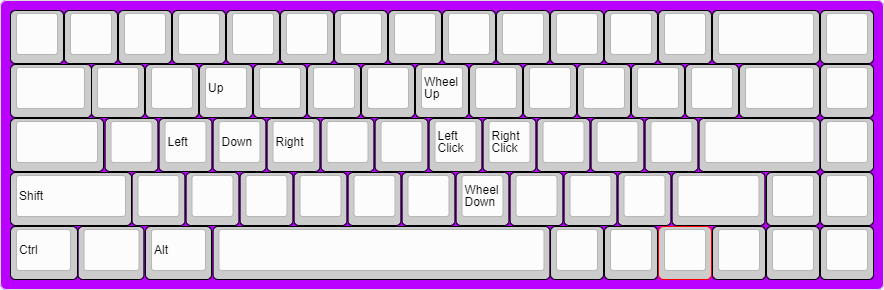 Up
Wheel
Up
Left
Down
Right
Left
Click
Right
Click
Shift
Wheel
Down
Ctrl
Alt